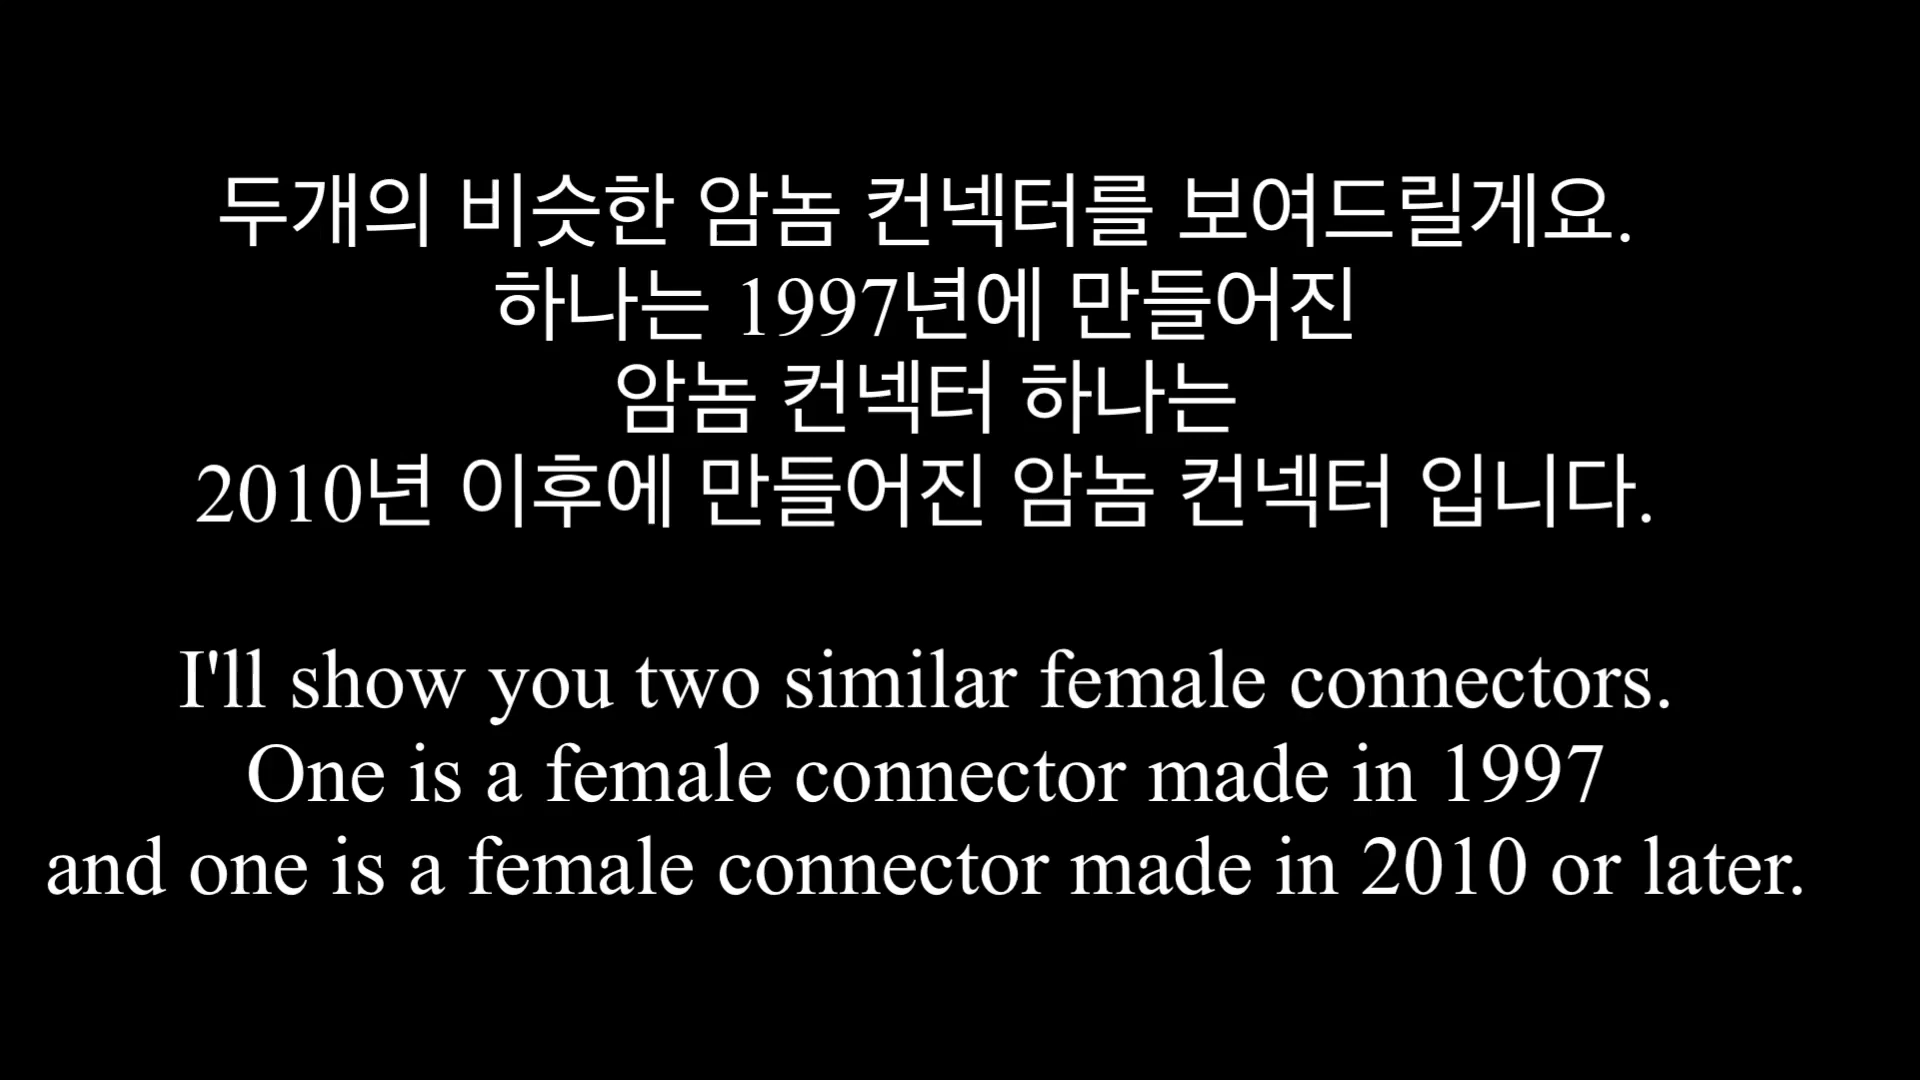 두개의 비슷한 암놈 컨넥터를 보여드릴게요.
하나는 1997년에 만들어진
암놈 컨넥터 하나는
2010년 이후에 만들어진 암놈 컨넥터 입니다.
I'll show you two similar female connectors.
One is a female connector made in 1997
and one is a female connector made in 2010 or later.